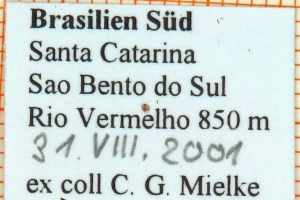 Brasilien Süd
Santa Catarina
Sao Bento do Sul
Rio Vermelho 850 m
31. VIII. 2001
ex coll C. G. Mielke